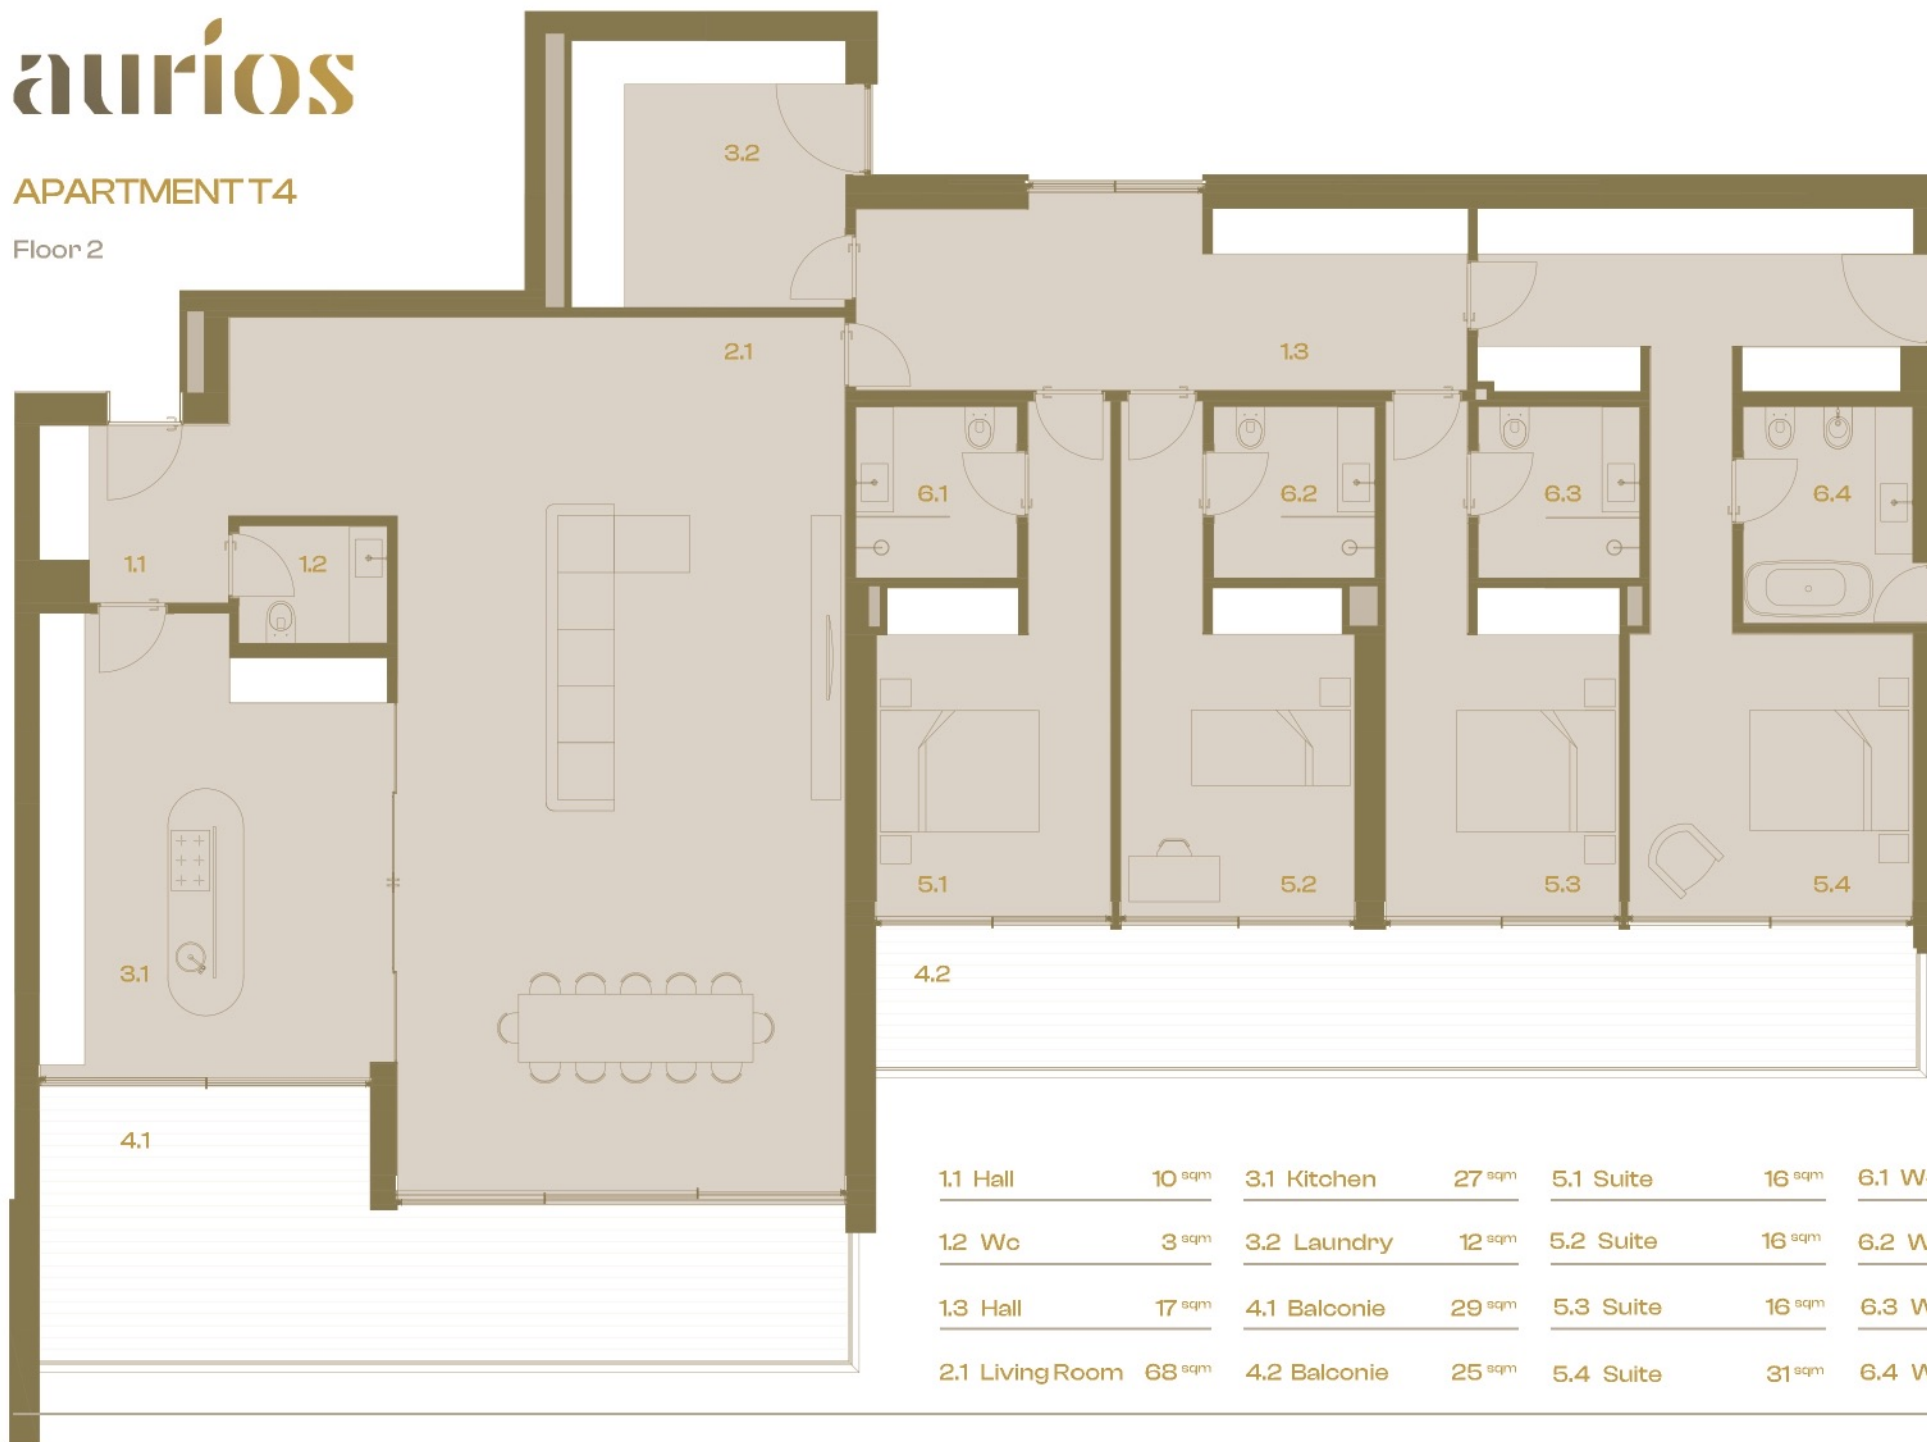 auríos
APARTMENT T4
Floor 2
3.2
2.1
1.3
6.1
6.2
6.3
6.4
1.1
1.2
5.1
5.2
5.3
5.4
3.1
4.2
4.1
1.1 Hall 10 sqm
1.2 Wc 3 sqm
1.3 Hall 17 sqm
2.1 Living Room 68 sqm
3.1 Kitchen 27 sqm
3.2 Laundry 12 sqm
4.1 Balconie 29 sqm
4.2 Balconie 25 sqm
5.1 Suite 16 sqm
5.2 Suite 16 sqm
5.3 Suite 16 sqm
5.4 Suite 31 sqm
6.1
6.2
6.3
6.4